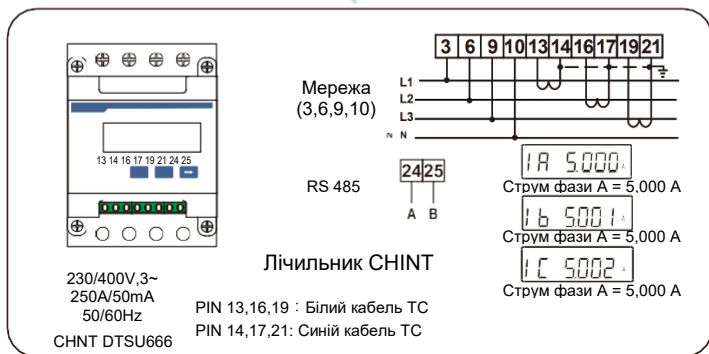 3 6 9 10 13 14 16 17 19 21
Мережа
(3,6,9,10)
L1
L2
L3
≈ N
13 14 16 17 19 21 24 25
RS 485
24 25
A B
IA 5.000 A
Струм фази A = 5,000 A
Ib 5.001 A
Струм фази A = 5,000 A
IC 5.002 A
Струм фази A = 5,000 A
Лічильник CHINT
230/400V,3~
250A/50mA
50/60Hz
CHNT DTSU666
PIN 13,16,19 : Білий кабель ТС
PIN 14,17,21: Синій кабель ТС